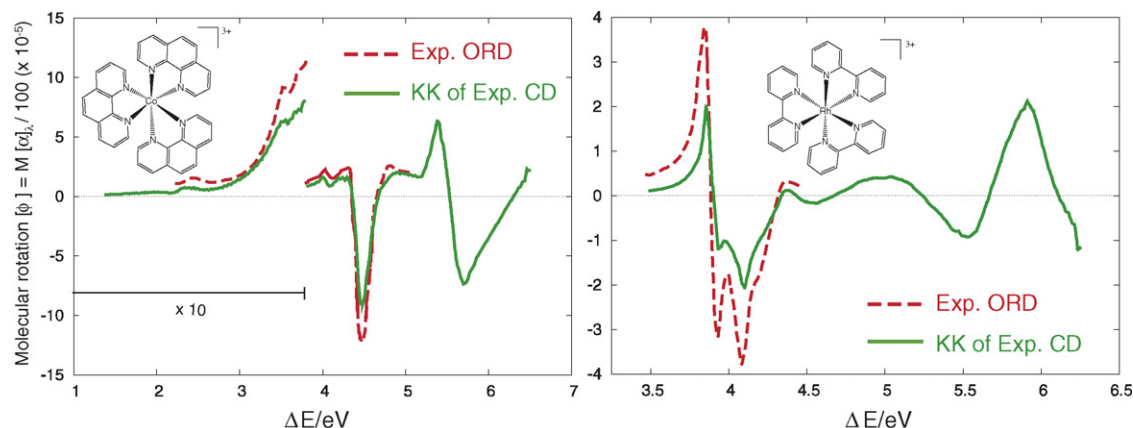 Molecular rotation [ϕ] = M [α]λ / 100 (x 10⁻⁵)
15
10
5
0
-5
-10
-15
1
2
3
4
5
6
7
ΔE/eV
x 10
Exp. ORD
KK of Exp. CD
3+
N
N
N
Co
N
N
N
4
3
2
1
0
-1
-2
-3
-4
3.5
4
4.5
5
5.5
6
6.5
ΔE/eV
3+
N
N
N
Rh
N
N
N
Exp. ORD
KK of Exp. CD